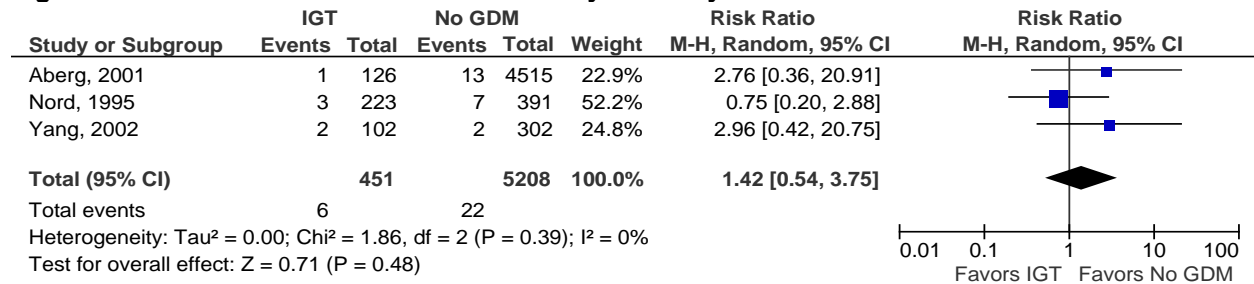 IGT No GDM Risk Ratio Risk Ratio
Study or Subgroup Events Total Events Total Weight M-H, Random, 95% CI M-H, Random, 95% CI
Aberg, 2001 1 126 13 4515 22.9% 2.76 [0.36, 20.91]
Nord, 1995 3 223 7 391 52.2% 0.75 [0.20, 2.88]
Yang, 2002 2 102 2 302 24.8% 2.96 [0.42, 20.75]
Total (95% CI) 451 5208 100.0% 1.42 [0.54, 3.75]
Total events 6 22
Heterogeneity: Tau² = 0.00; Chi² = 1.86, df = 2 (P = 0.39); I² = 0%
Test for overall effect: Z = 0.71 (P = 0.48)
0.01 0.1 1 10 100
Favors IGT Favors No GDM